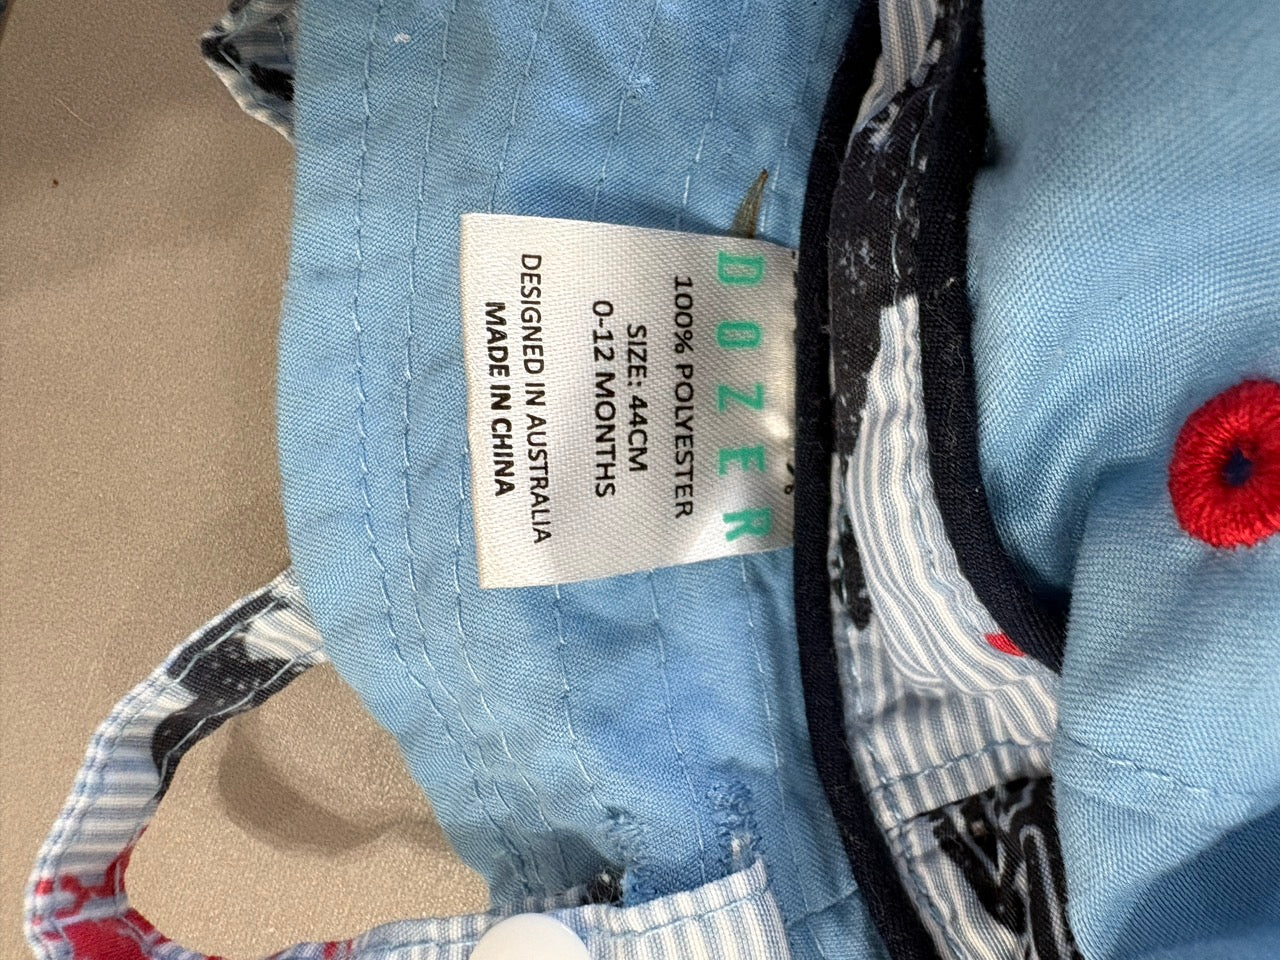 DOZER
100% POLYESTER
SIZE: 44CM
0-12 MONTHS
DESIGNED IN AUSTRALIA
MADE IN CHINA